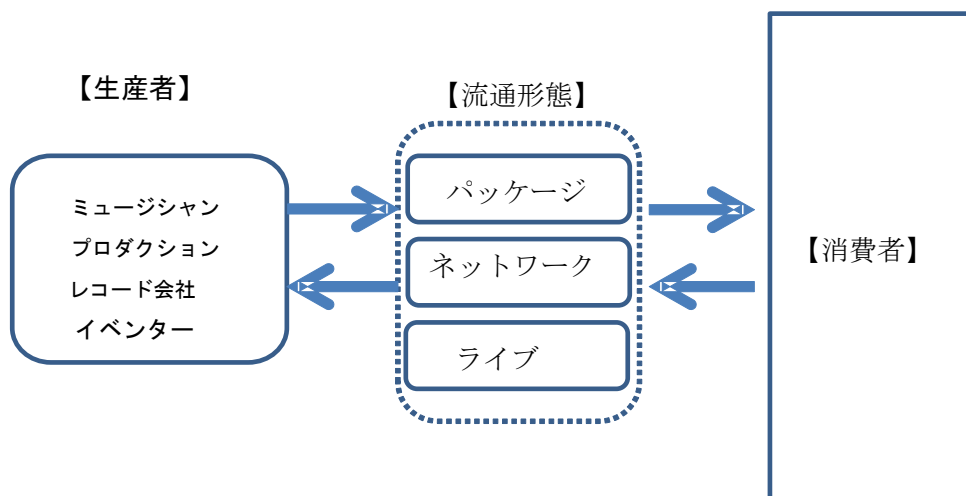 【生産者】
ミュージシャン
プロダクション
レコード会社
イベンター
【流通形態】
パッケージ
ネットワーク
ライブ
【消費者】